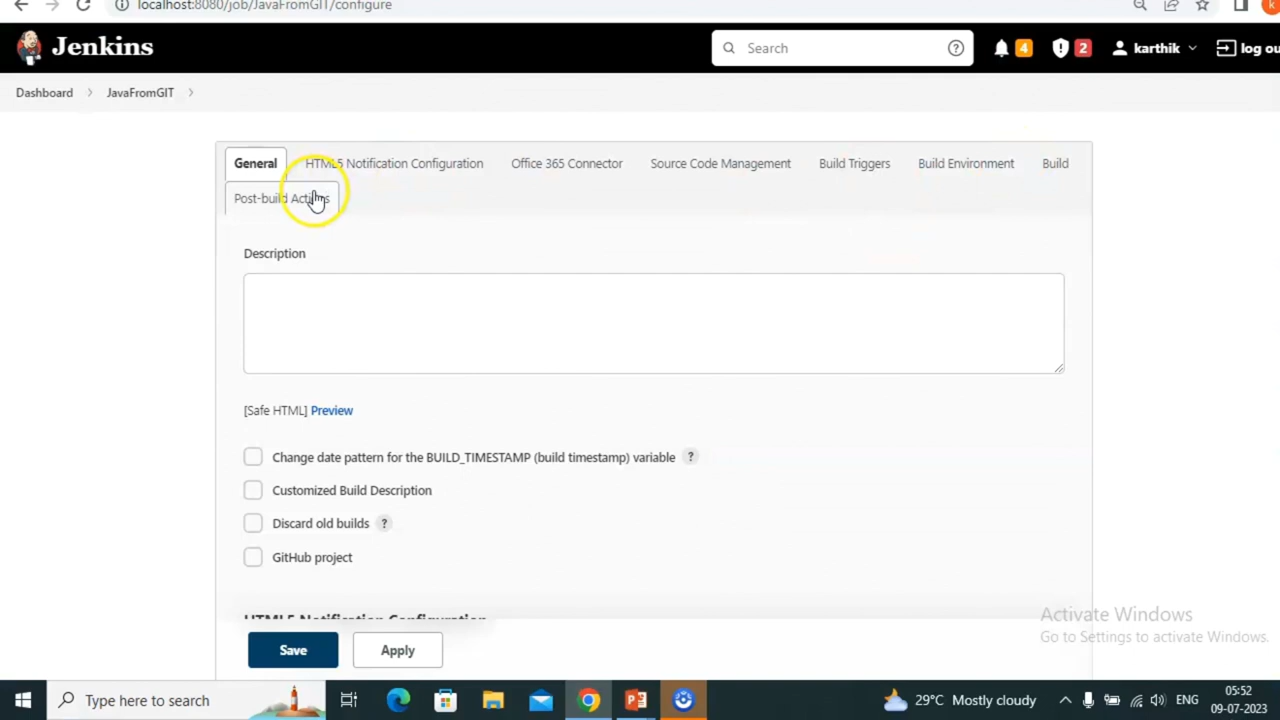 localhost:8080/job/JavaFromGIT/configure
Jenkins
Search
?
4
2
karthik
log ou
Dashboard
JavaFromGIT
General
HTML5 Notification Configuration
Office 365 Connector
Source Code Management
Build Triggers
Build Environment
Build
Post-build Actions
Description
[Safe HTML] Preview
Change date pattern for the BUILD_TIMESTAMP (build timestamp) variable ?
Customized Build Description
Discard old builds ?
GitHub project
HTML5 Notification Configuration
Save
Apply
Activate Windows
Go to Settings to activate Windows.
Type here to search
29°C Mostly cloudy
ENG
05:52
09-07-2023